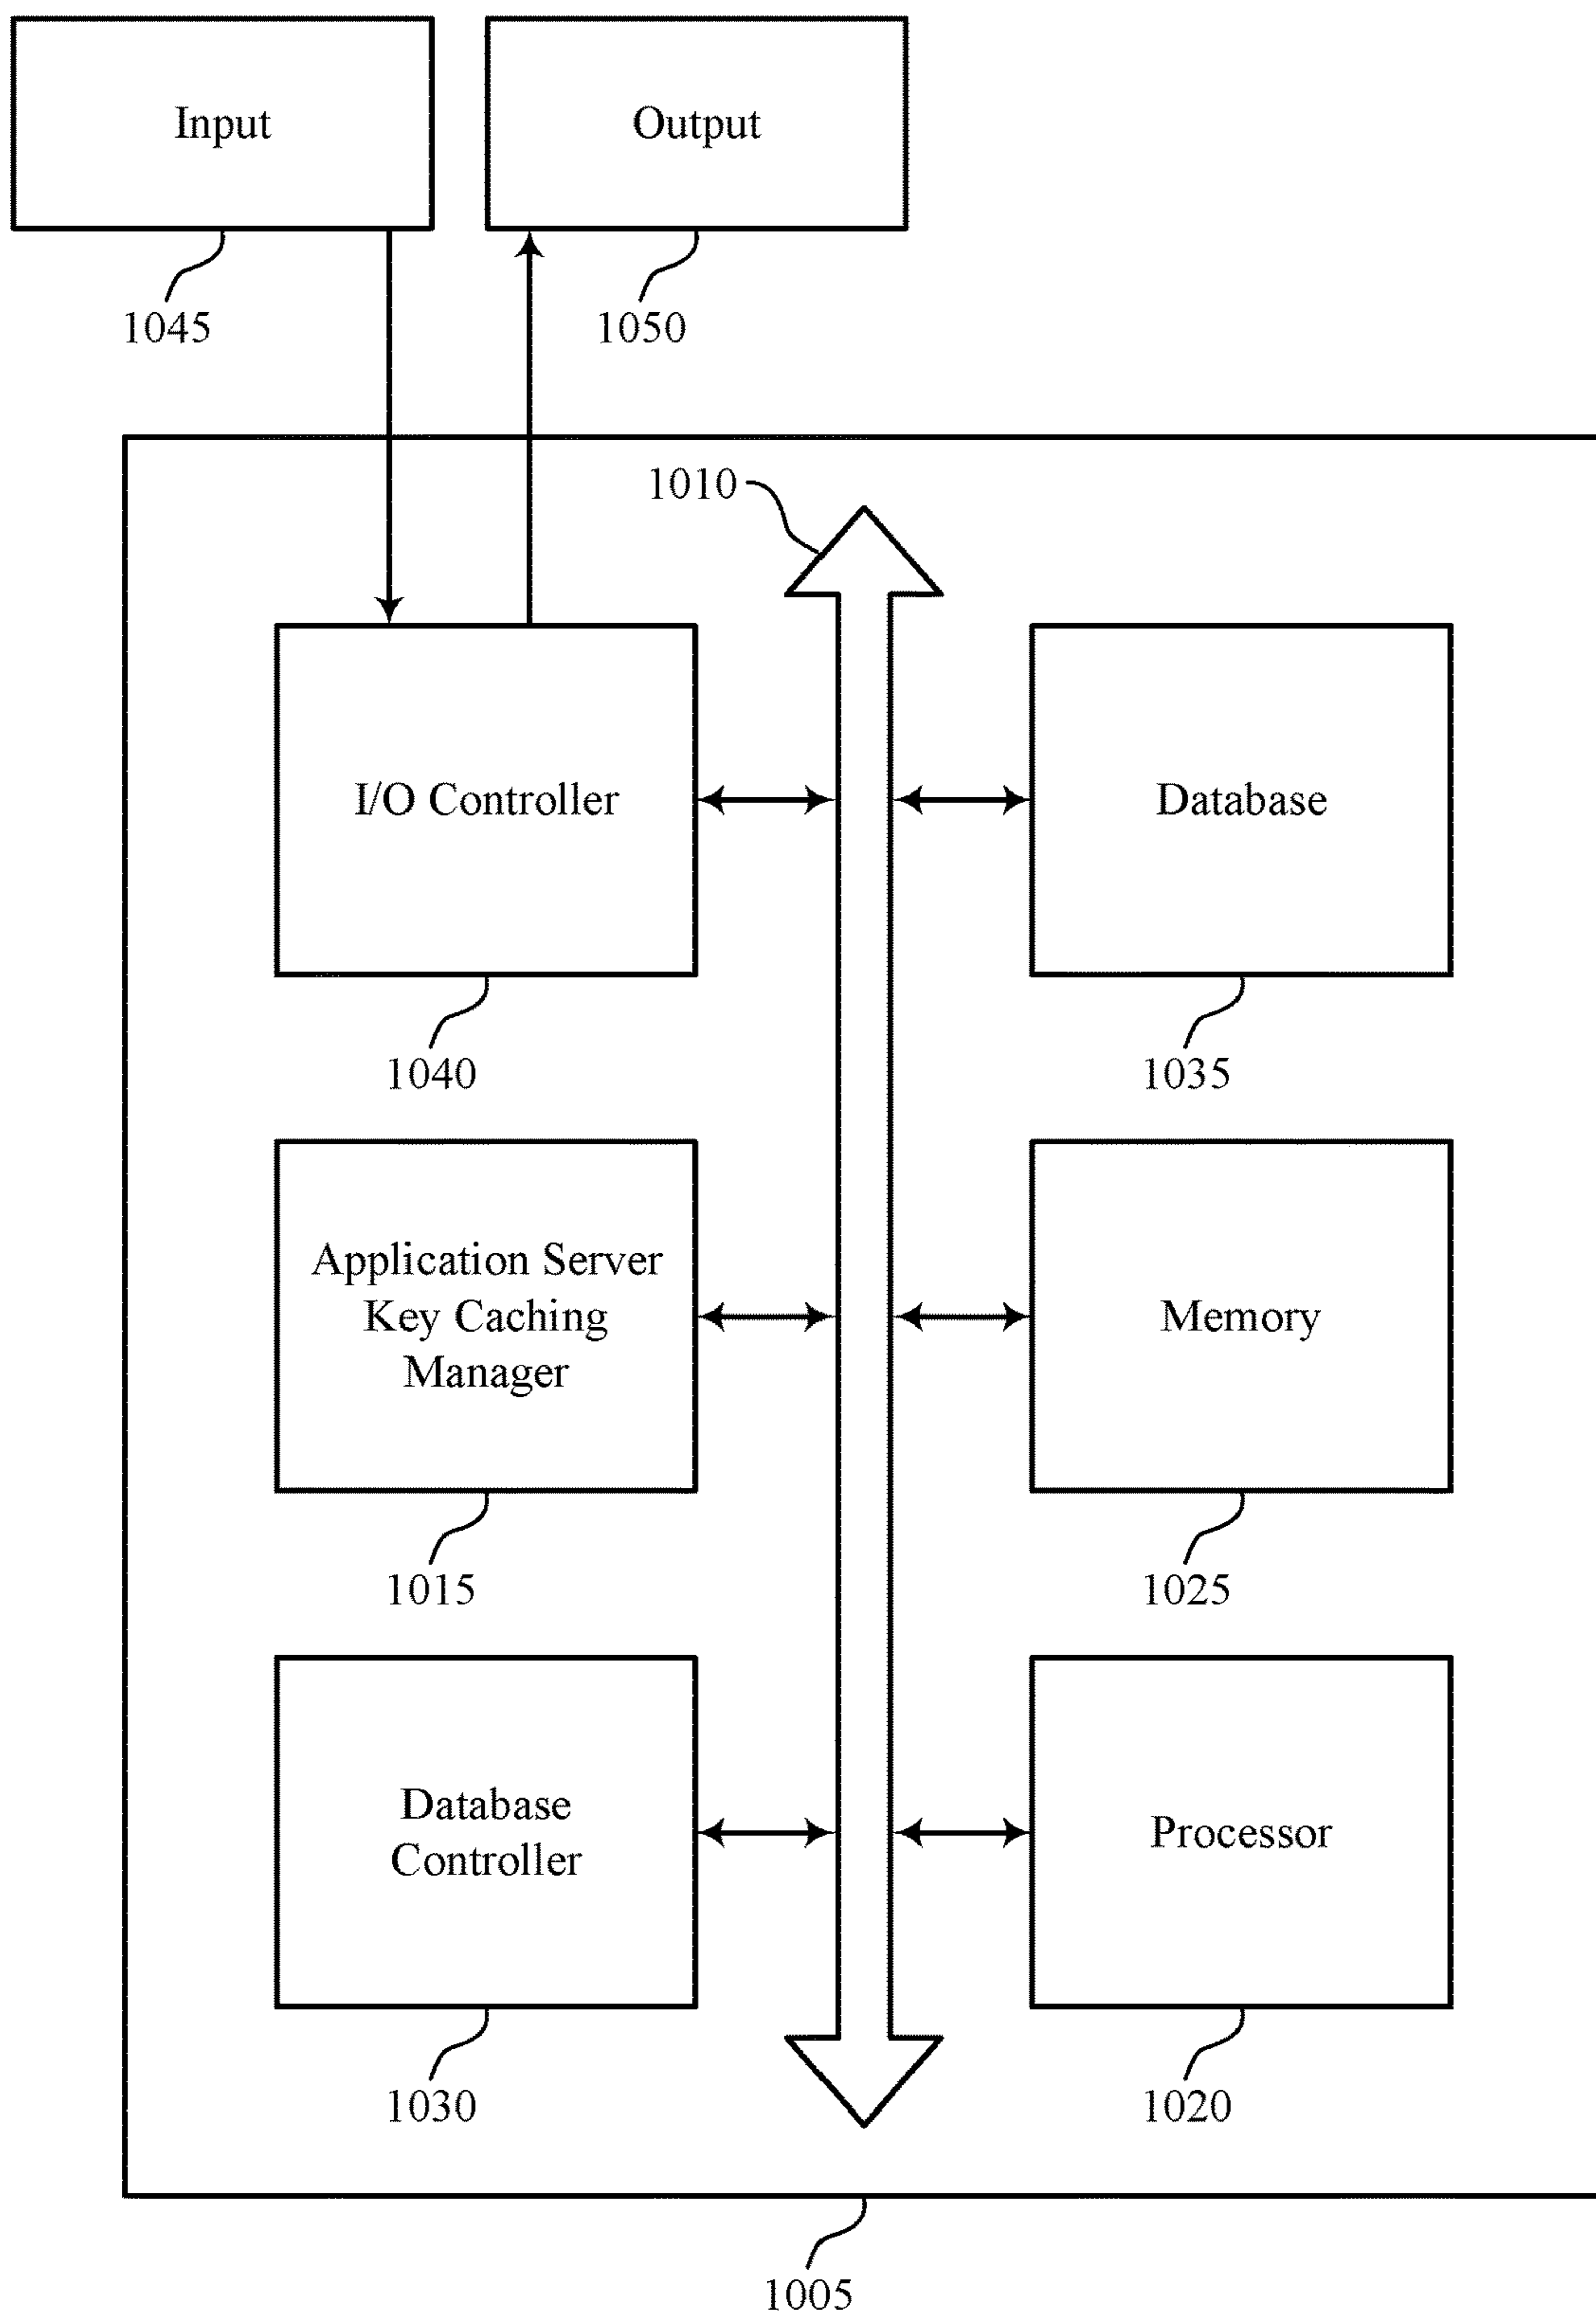 Input
Output
1045
1050
1010
I/O Controller
Database
1040
1035
Application Server
Key Caching
Manager
Memory
1015
1025
Database
Controller
Processor
1030
1020
1005